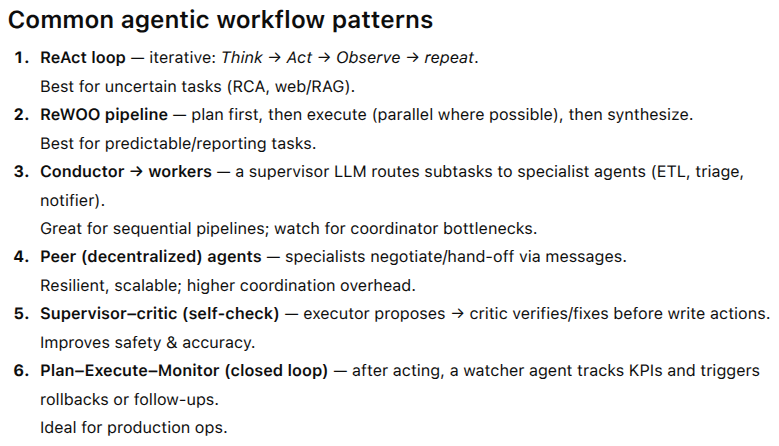 Common agentic workflow patterns
1. ReAct loop — iterative: Think → Act → Observe → repeat.
Best for uncertain tasks (RCA, web/RAG).
2. ReWOO pipeline — plan first, then execute (parallel where possible), then synthesize.
Best for predictable/reporting tasks.
3. Conductor → workers — a supervisor LLM routes subtasks to specialist agents (ETL, triage,
notifier).
Great for sequential pipelines; watch for coordinator bottlenecks.
4. Peer (decentralized) agents — specialists negotiate/hand-off via messages.
Resilient, scalable; higher coordination overhead.
5. Supervisor–critic (self-check) — executor proposes → critic verifies/fixes before write actions.
Improves safety & accuracy.
6. Plan–Execute–Monitor (closed loop) — after acting, a watcher agent tracks KPIs and triggers
rollbacks or follow-ups.
Ideal for production ops.